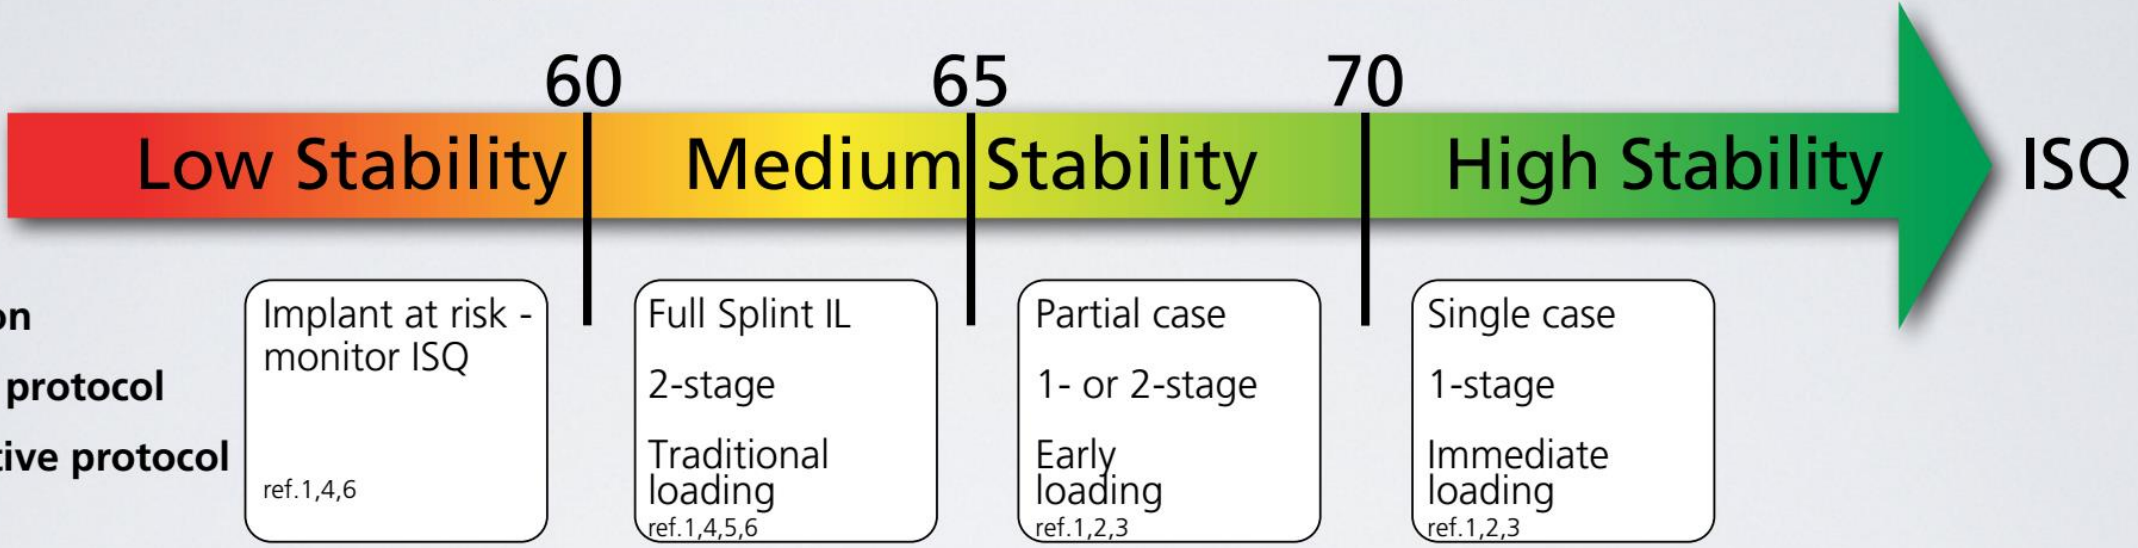 60 65 70
Low Stability Medium Stability High Stability ISQ
on
protocol
tive protocol
Implant at risk -
monitor ISQ
ref.1,4,6
Full Splint IL
2-stage
Traditional
loading
ref.1,4,5,6
Partial case
1- or 2-stage
Early
loading
ref.1,2,3
Single case
1-stage
Immediate
loading
ref.1,2,3